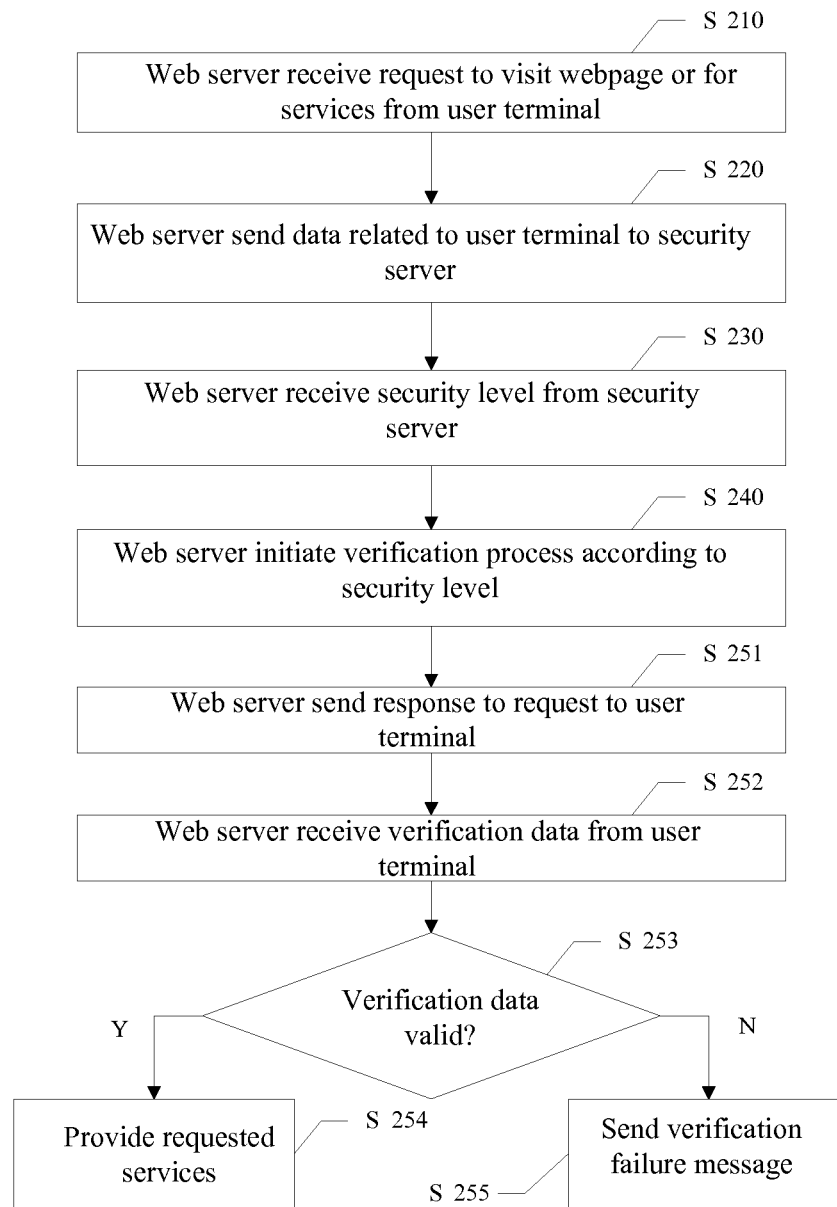 S 210
Web server receive request to visit webpage or for
services from user terminal
S 220
Web server send data related to user terminal to security
server
S 230
Web server receive security level from security
server
S 240
Web server initiate verification process according to
security level
S 251
Web server send response to request to user
terminal
S 252
Web server receive verification data from user
terminal
S 253
Verification data
valid?
Y
N
Provide requested
services
S 254
Send verification
failure message
S 255